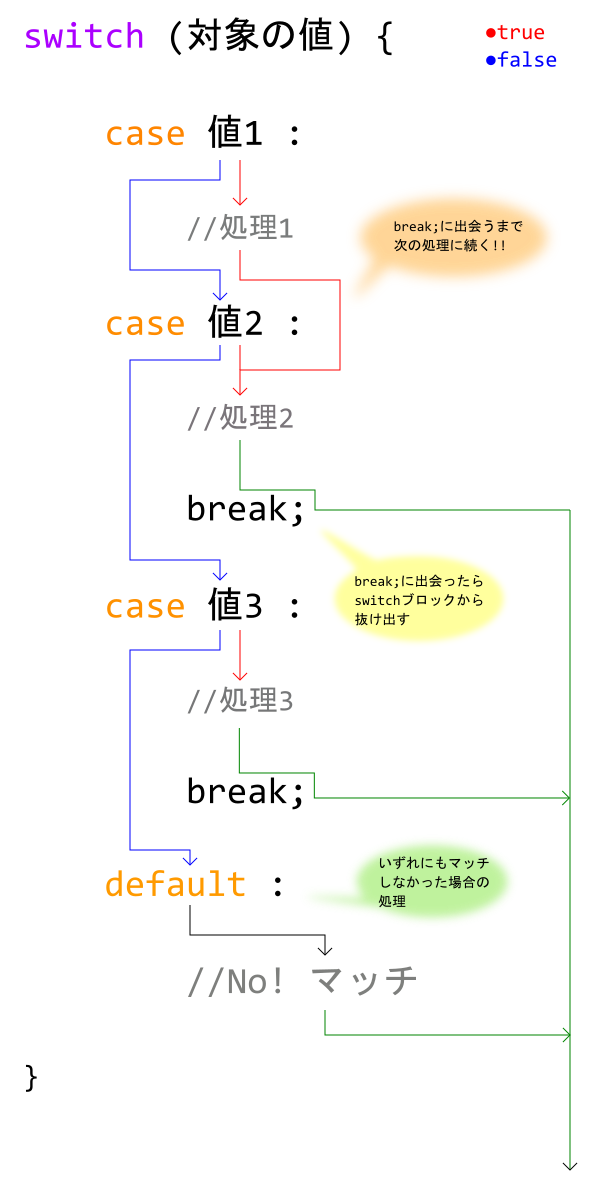 switch (対象の値) {
●true
●false
case 値1 :
//処理1
break;に出会うまで
次の処理に続く!!
case 値2 :
//処理2
break;
break;に出会ったら
switchブロックから
抜け出す
case 値3 :
//処理3
break;
いずれにもマッチ
しなかった場合の
処理
default :
//No! マッチ
}